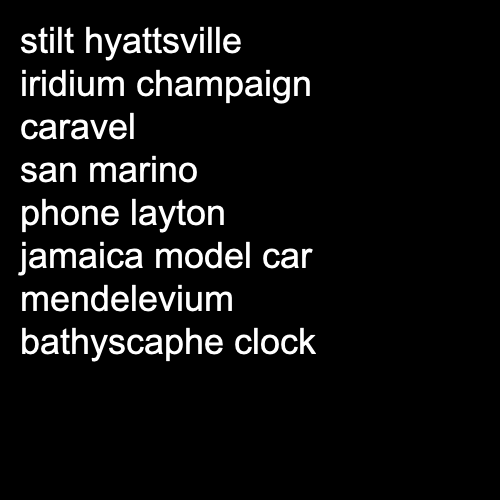 stilt hyattsville
iridium champaign
caravel
san marino
phone layton
jamaica model car
mendelevium
bathyscaphe clock